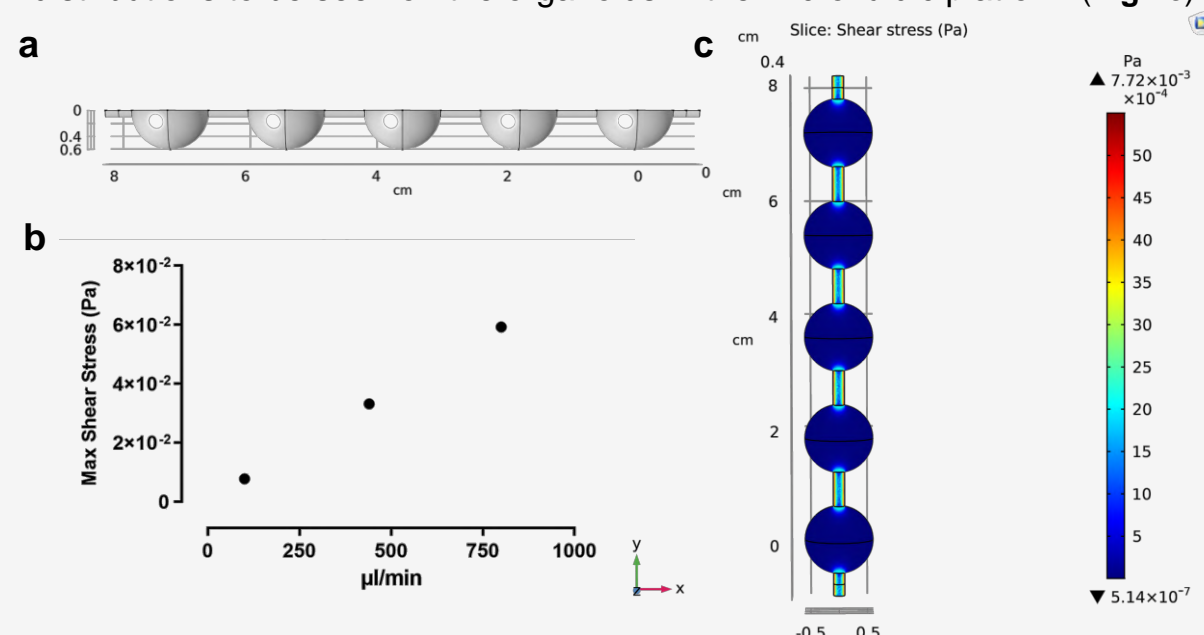 a
0
0.4
0.6
8 6 4 2 0 0
cm
b
8×10⁻²
6×10⁻²
4×10⁻²
2×10⁻²
0
Max Shear Stress (Pa)
0 250 500 750 1000
µl/min
y
x
c
cm
Slice: Shear stress (Pa)
0.4
8
cm
6
4
cm
2
0
-0.5 0.5
Pa
▲ 7.72×10⁻³
×10⁻⁴
50
45
40
35
30
25
20
15
10
5
▼ 5.14×10⁻⁷